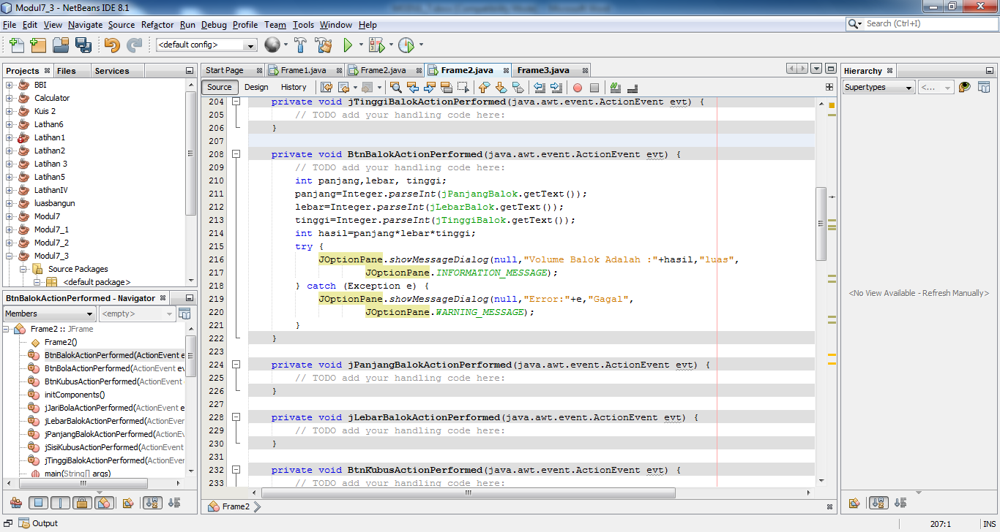 Modul7_3 - NetBeans IDE 8.1
File Edit View Navigate Source Refactor Run Debug Profile Team Tools Window Help
Search (Ctrl+I)
<default config>
Projects Files Services
BBI
Calculator
Kuis 2
Lathan6
Latihan1
Latihan2
Latihan 3
Latihan5
LatihanIV
luasbangun
Modul7
Modul7_1
Modul7_2
Modul7_3
Source Packages
<default package>
BtnBalokActionPerformed - Navigator
Members <empty>
Frame2 :: JFrame
Frame2()
BtnBalokActionPerformed(ActionEvent e
BtnBolaActionPerformed(ActionEvent ev
BtnKubusActionPerformed(ActionEvent
initComponents()
jJariBolaActionPerformed(ActionEvent e
jLebarBalokActionPerformed(ActionEven
jPanjangBalokActionPerformed(ActionEv
jSisiKubusActionPerformed(ActionEvent
jTinggiBalokActionPerformed(ActionEver
main(String[] args)
Start Page Frame1.java Frame2.java Frame2.java Frame3.java
Source Design History
204 private void jTinggiBalokActionPerformed(java.awt.event.ActionEvent evt) {
205 // TODO add your handling code here:
206 }
207
208 private void BtnBalokActionPerformed(java.awt.event.ActionEvent evt) {
209 // TODO add your handling code here:
210 int panjang,lebar, tinggi;
211 panjang=Integer.parseInt(jPanjangBalok.getText());
212 lebar=Integer.parseInt(jLebarBalok.getText());
213 tinggi=Integer.parseInt(jTinggiBalok.getText());
214 int hasil=panjang*lebar*tinggi;
215 try {
216 JOptionPane.showMessageDialog(null,"Volume Balok Adalah :"+hasil,"luas",
217 JOptionPane.INFORMATION_MESSAGE);
218 } catch (Exception e) {
219 JOptionPane.showMessageDialog(null,"Error:"+e,"Gagal",
220 JOptionPane.WARNING_MESSAGE);
221 }
222 }
223
224 private void jPanjangBalokActionPerformed(java.awt.event.ActionEvent evt) {
225 // TODO add your handling code here:
226 }
227
228 private void jLebarBalokActionPerformed(java.awt.event.ActionEvent evt) {
229 // TODO add your handling code here:
230 }
231
232 private void BtnKubusActionPerformed(java.awt.event.ActionEvent evt) {
233 // TODO add your handling code here:
Frame2
Hierarchy
Supertypes <...
<No View Available - Refresh Manually>
Output
207:1 INS